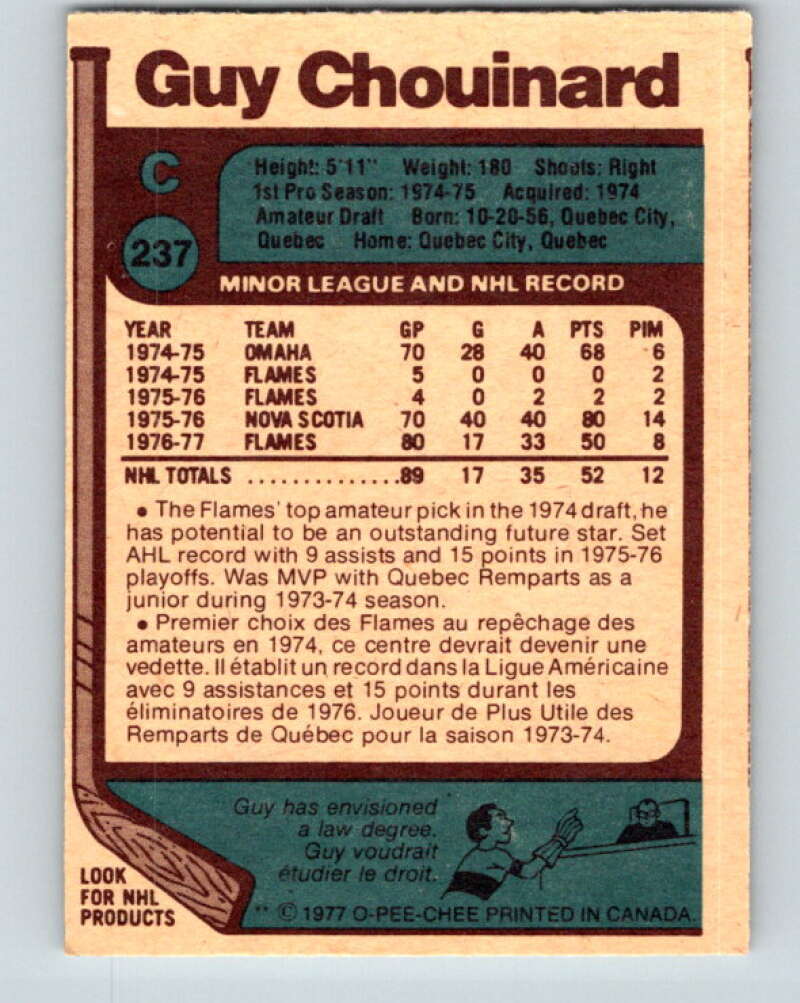 Guy Chouinard
C
237
Height: 5'11" Weight: 180 Shoots: Right
1st Pro Season: 1974-75 Acquired: 1974
Amateur Draft Born: 10-20-56, Quebec City,
Quebec Home: Quebec City, Quebec
MINOR LEAGUE AND NHL RECORD
YEAR TEAM GP G A PTS PIM
1974-75 OMAHA 70 28 40 68 6
1974-75 FLAMES 5 0 0 0 2
1975-76 FLAMES 4 0 2 2 2
1975-76 NOVA SCOTIA 70 40 40 80 14
1976-77 FLAMES 80 17 33 50 8
NHL TOTALS ..............89 17 35 52 12
• The Flames' top amateur pick in the 1974 draft, he
has potential to be an outstanding future star. Set
AHL record with 9 assists and 15 points in 1975-76
playoffs. Was MVP with Quebec Remparts as a
junior during 1973-74 season.
• Premier choix des Flames au repêchage des
amateurs en 1974, ce centre devrait devenir une
vedette. Il établit un record dans la Ligue Américaine
avec 9 assistances et 15 points durant les
éliminatoires de 1976. Joueur de Plus Utile des
Remparts de Québec pour la saison 1973-74.
Guy has envisioned
a law degree.
Guy voudrait
étudier le droit.
LOOK
FOR NHL
PRODUCTS
** © 1977 O-PEE-CHEE PRINTED IN CANADA.